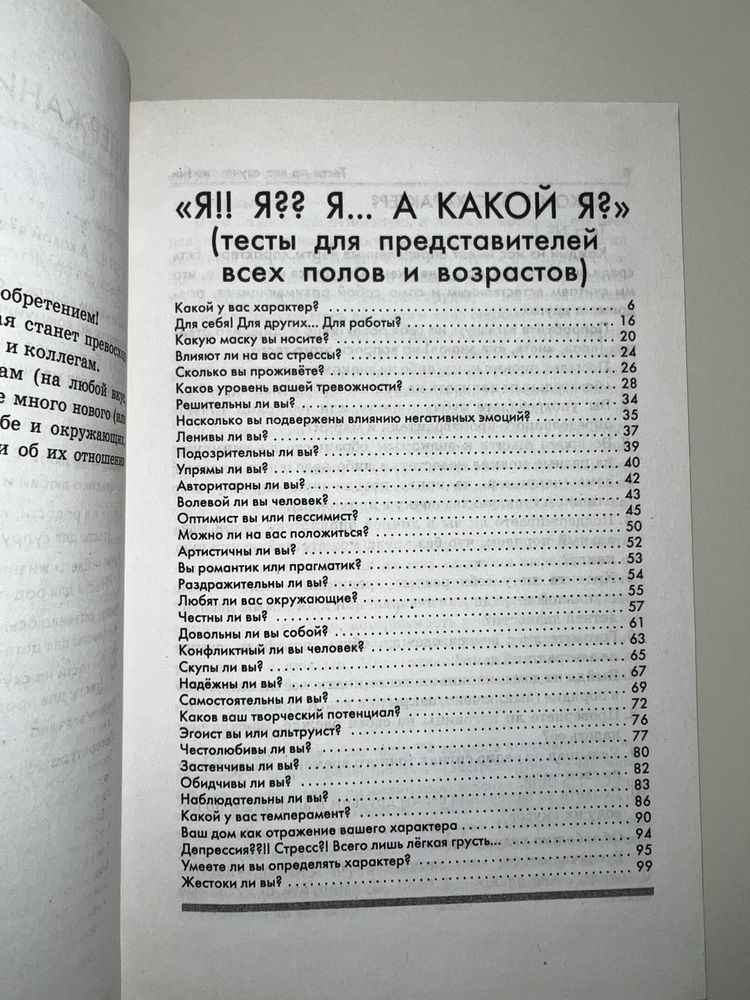 обретением!
станет
и коллегам.
(на любой
много нового
и окружающих
и об их отношении
«Я!! Я?? Я... А КАКОЙ Я?»
(тесты для представителей
всех полов и возрастов)
Какой у вас характер? 6
Для себя! Для других... Для работы? 16
Какую маску вы носите? 20
Влияют ли на вас стрессы? 24
Сколько вы проживёте? 26
Каков уровень вашей тревожности? 28
Решительны ли вы? 34
Насколько вы подвержены влиянию негативных эмоций? 35
Ленивы ли вы? 37
Подозрительны ли вы? 39
Упрямы ли вы? 40
Авторитарны ли вы? 42
Волевой ли вы человек? 43
Оптимист вы или пессимист? 45
Можно ли на вас положиться? 50
Артистичны ли вы? 52
Вы романтик или прагматик? 53
Раздражительны ли вы? 54
Любят ли вас окружающие? 55
Честны ли вы? 57
Довольны ли вы собой? 61
Конфликтный ли вы человек? 63
Скупы ли вы? 65
Надёжны ли вы? 67
Самостоятельны ли вы? 69
Каков ваш творческий потенциал? 72
Эгоист вы или альтруист? 76
Честолюбивы ли вы? 77
Застенчивы ли вы? 80
Обидчивы ли вы? 82
Наблюдательны ли вы? 83
Какой у вас темперамент? 86
Ваш дом как отражение вашего характера 90
Депрессия??!! Стресс?! Всего лишь лёгкая грусть... 94
Умеете ли вы определять характер? 95
Жестоки ли вы? 99